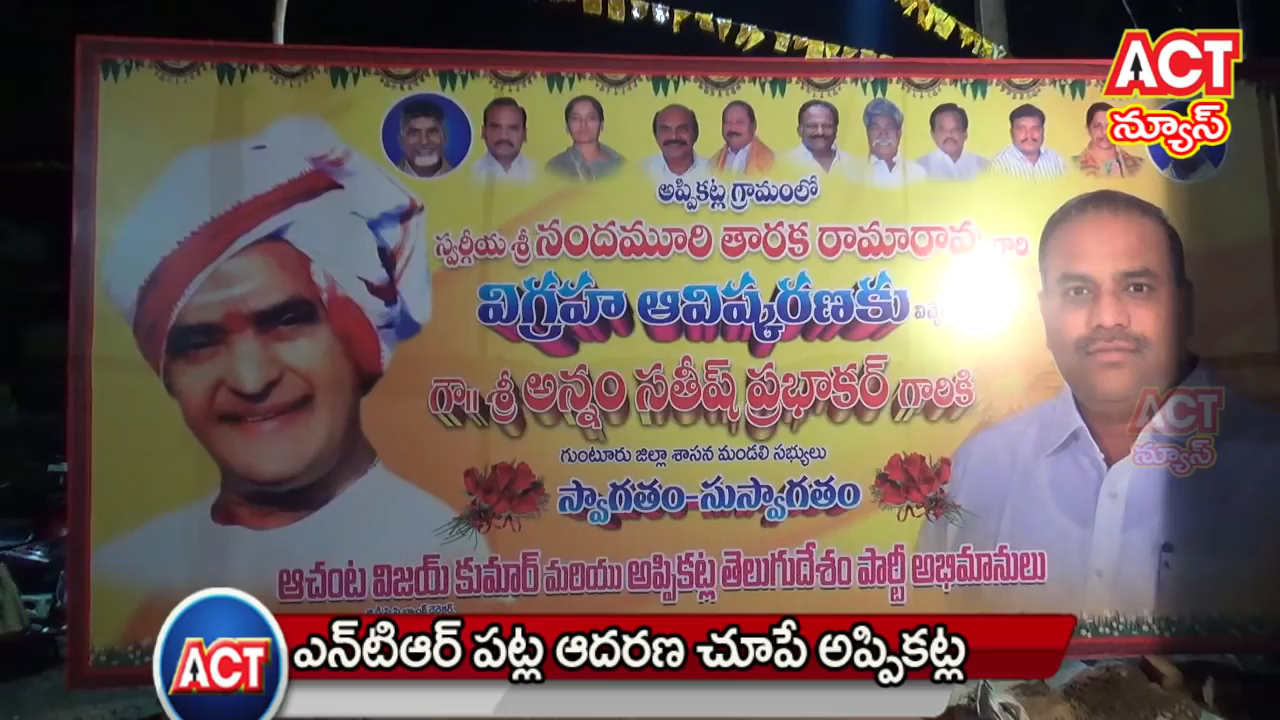 ACT
న్యూస్
అప్పికట్ల గ్రామంలో
స్వర్గీయ శ్రీ నందమూరి తారక రామారావు గారి
విగ్రహ ఆవిష్కరణకు
గౌ॥ శ్రీ అన్నం సతీష్ ప్రభాకర్ గారికి
గుంటూరు జిల్లా శాసన మండలి సభ్యులు
స్వాగతం-సుస్వాగతం
ACT
న్యూస్
ఆచంట విజయ్ కుమార్ మరియు అప్పికట్ల తెలుగుదేశం పార్టీ అభిమానులు
ACT
ఎన్‌టిఆర్ పట్ల ఆదరణ చూపే అప్పికట్ల